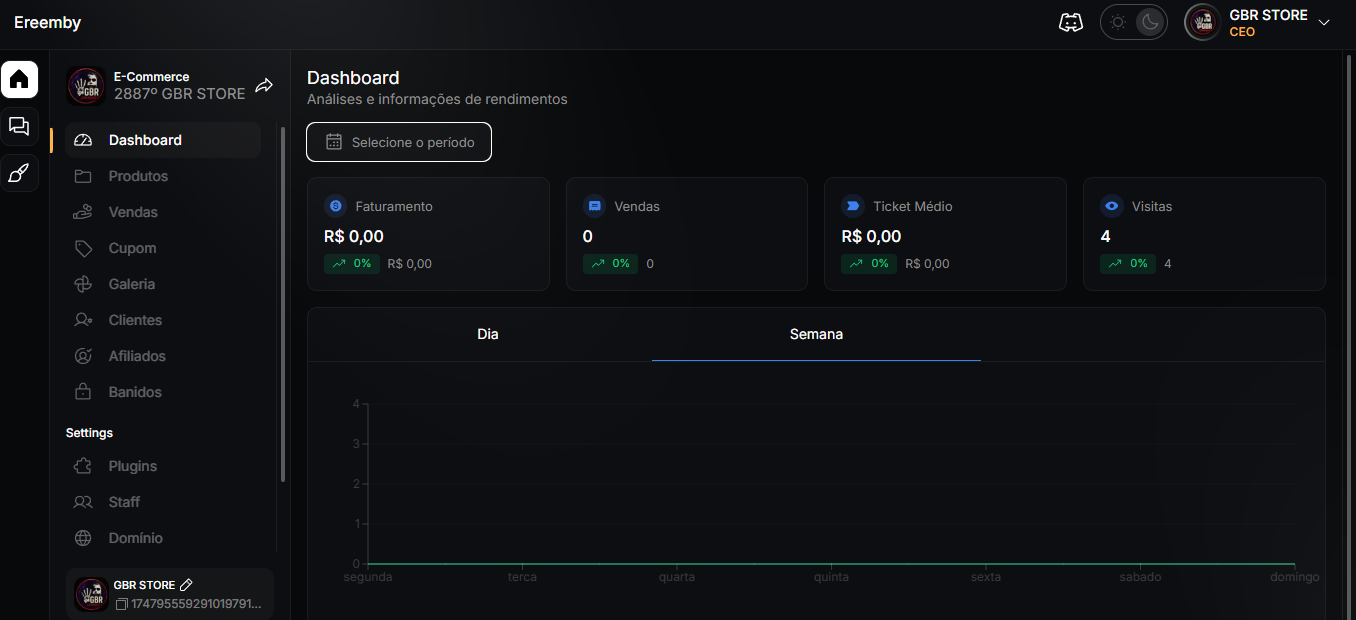 Ereemby
GBR STORE
CEO
E-Commerce
2887º GBR STORE
Dashboard
Produtos
Vendas
Cupom
Galeria
Clientes
Afiliados
Banidos
Settings
Plugins
Staff
Domínio
GBR STORE
174795559291019791...
Dashboard
Análises e informações de rendimentos
Selecione o período
Faturamento
R$ 0,00
0% R$ 0,00
Vendas
0
0% 0
Ticket Médio
R$ 0,00
0% R$ 0,00
Visitas
4
0% 4
Dia Semana
4
3
2
1
0
segunda terca quarta quinta sexta sabado domingo